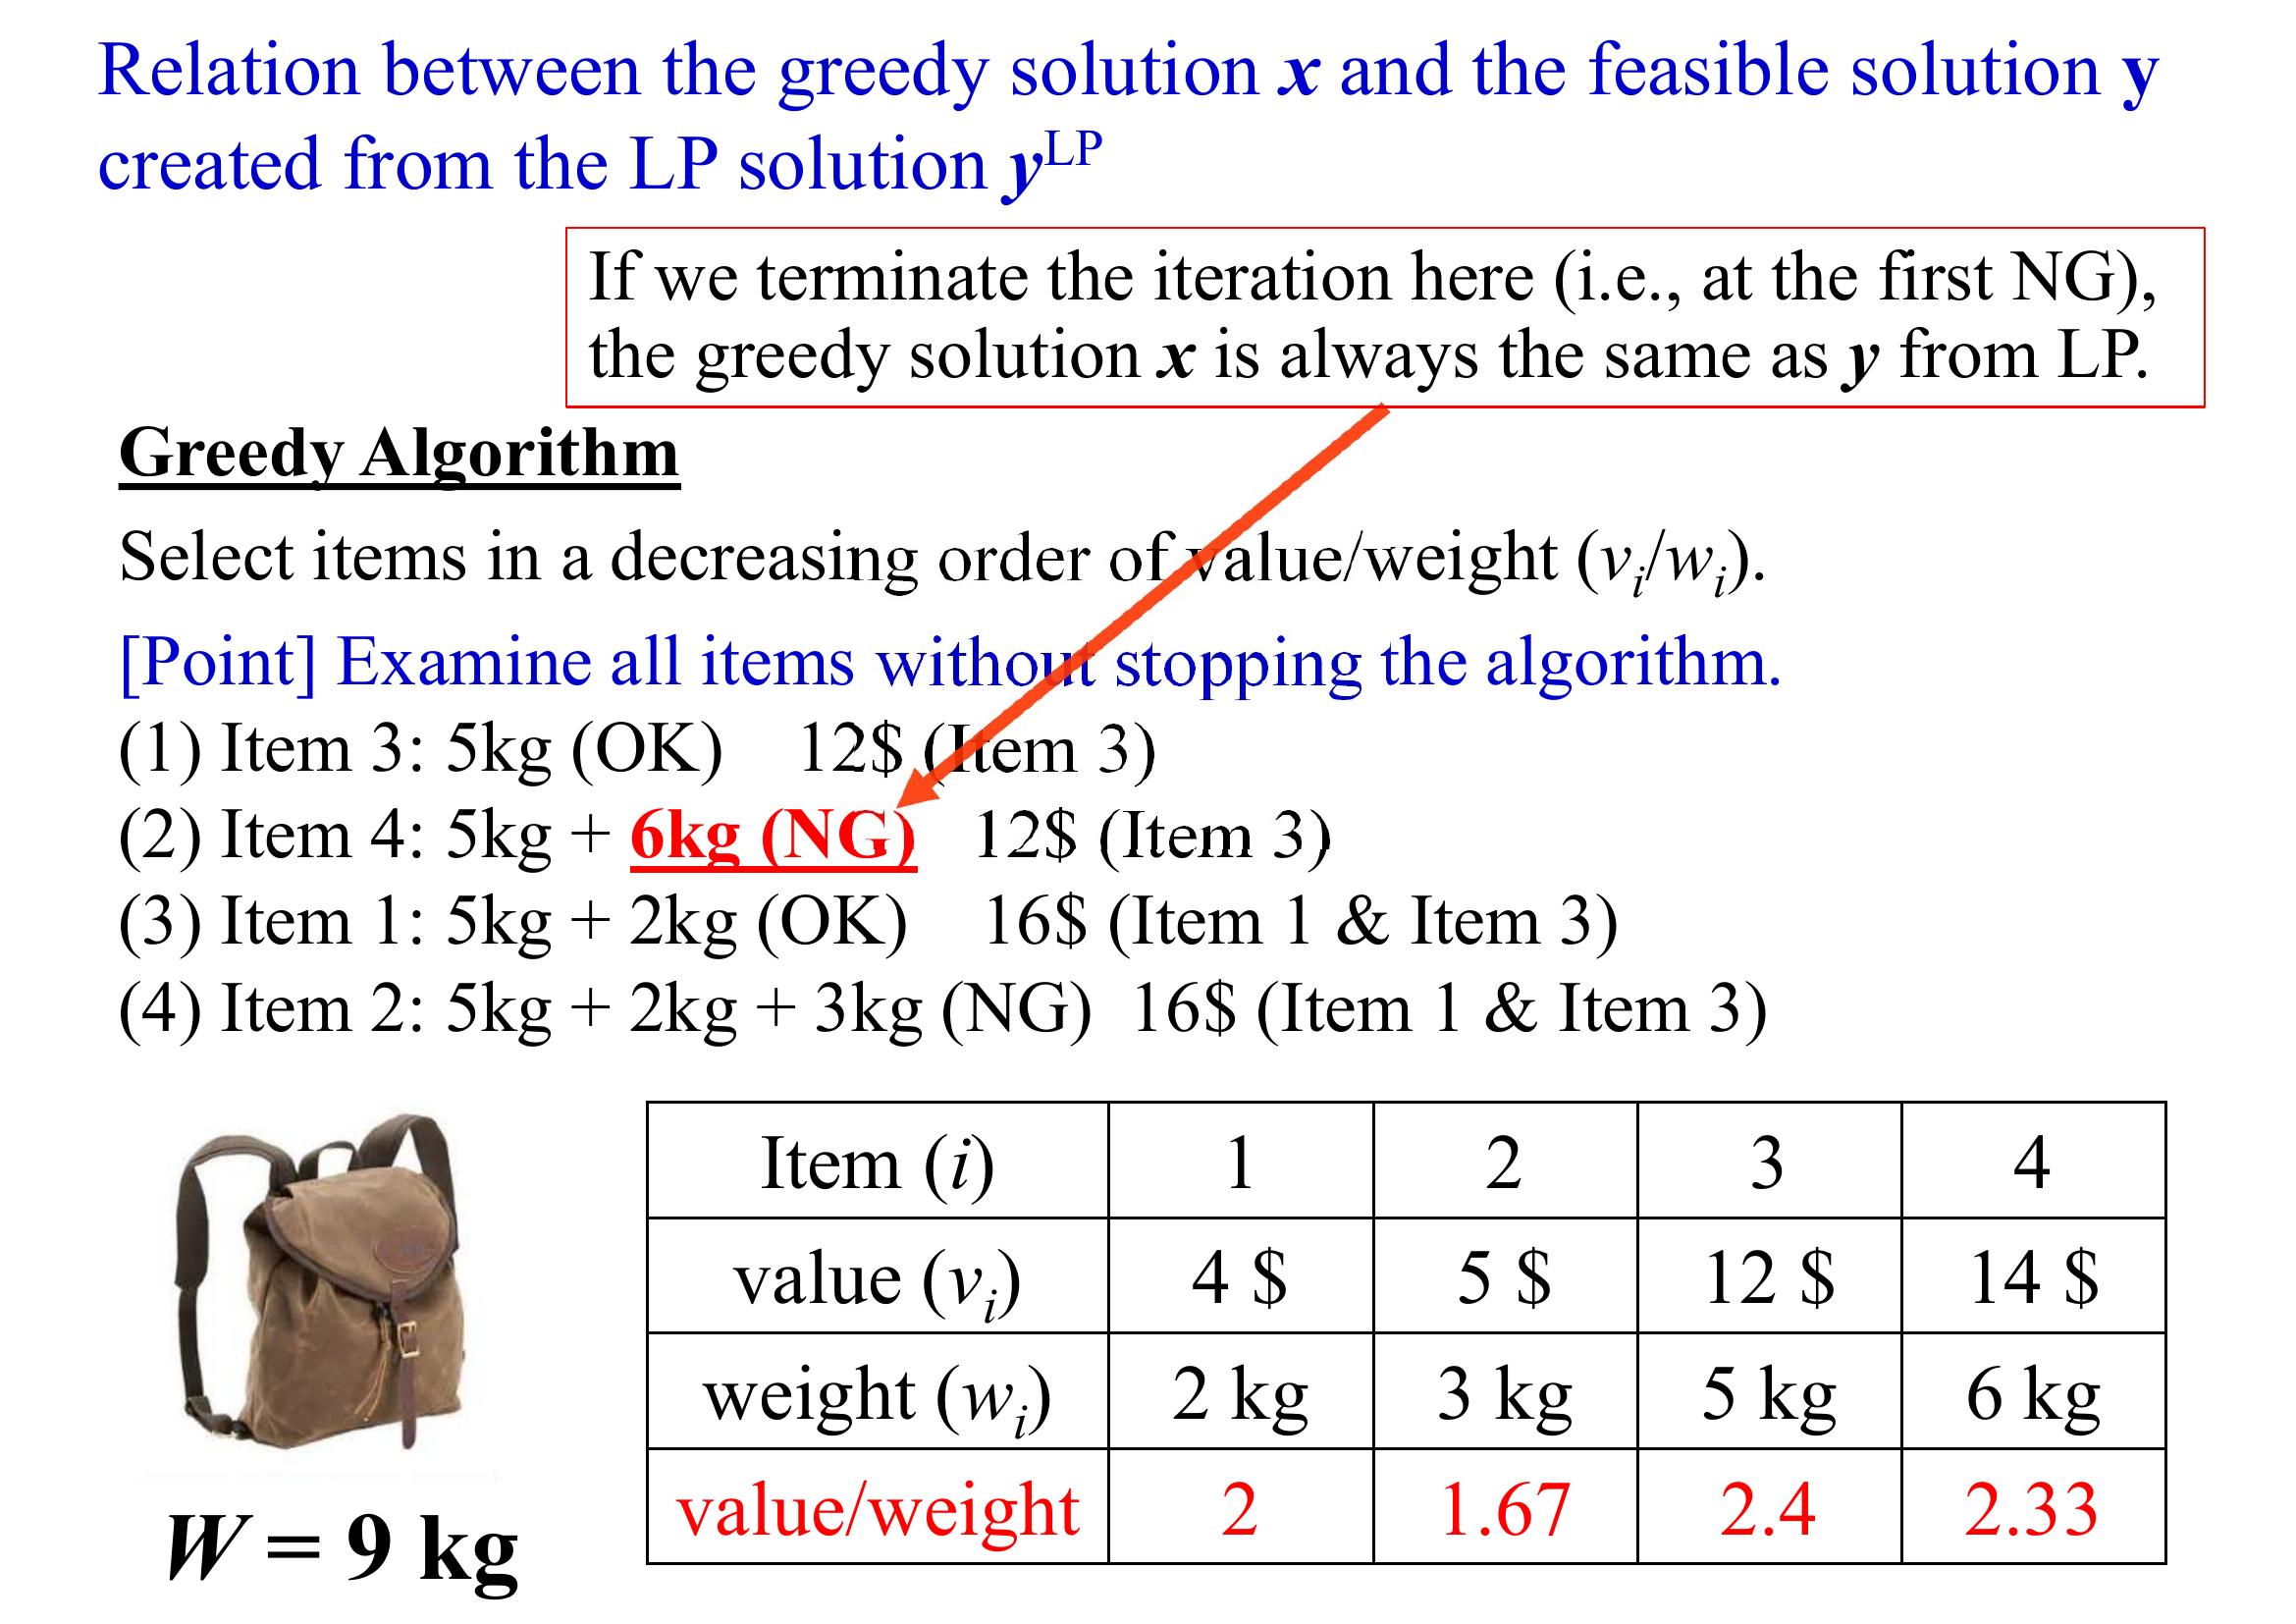 Relation between the greedy solution x and the feasible solution y
created from the LP solution y^LP
If we terminate the iteration here (i.e., at the first NG),
the greedy solution x is always the same as y from LP.
Greedy Algorithm
Select items in a decreasing order of value/weight (v_i/w_i).
[Point] Examine all items without stopping the algorithm.
(1) Item 3: 5kg (OK) 12$ (Item 3)
(2) Item 4: 5kg + 6kg (NG) 12$ (Item 3)
(3) Item 1: 5kg + 2kg (OK) 16$ (Item 1 & Item 3)
(4) Item 2: 5kg + 2kg + 3kg (NG) 16$ (Item 1 & Item 3)
Item (i) 1 2 3 4
value (v_i) 4 $ 5 $ 12 $ 14 $
weight (w_i) 2 kg 3 kg 5 kg 6 kg
value/weight 2 1.67 2.4 2.33
W = 9 kg